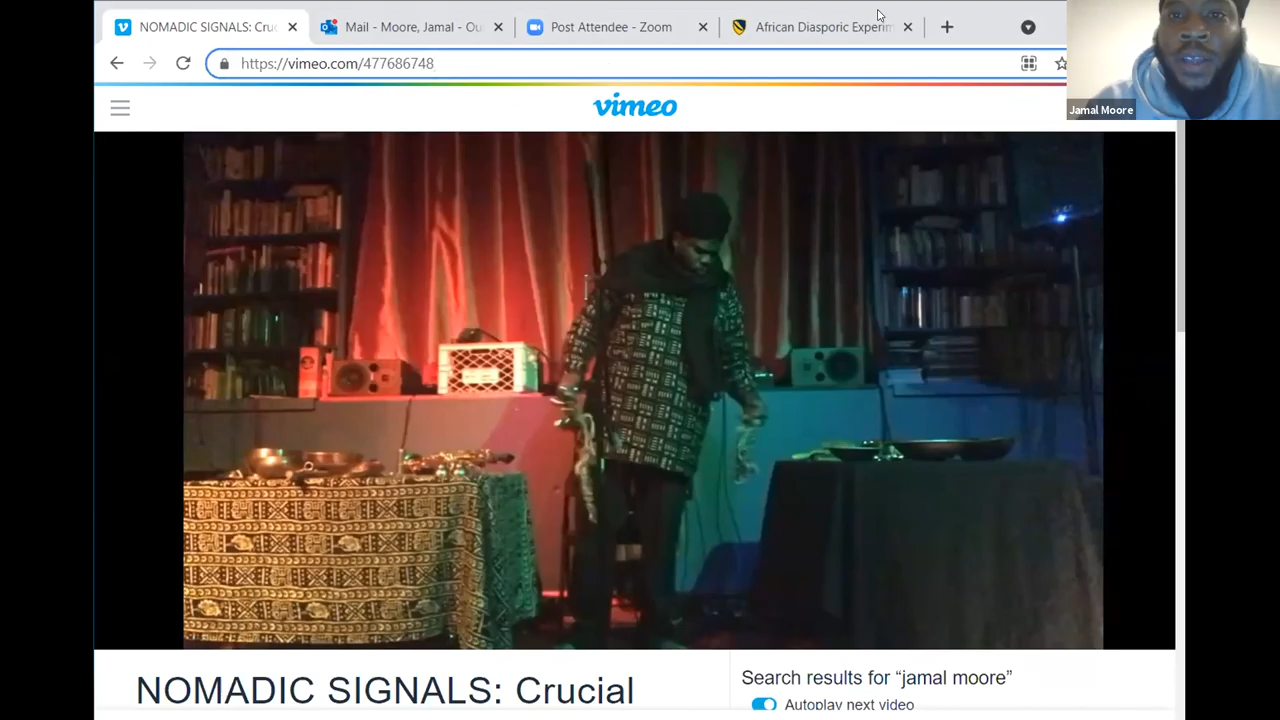 NOMADIC SIGNALS: Cruc
Mail - Moore, Jamal - Ou
Post Attendee - Zoom
African Diasporic Experim
https://vimeo.com/477686748
Jamal Moore
vimeo
NOMADIC SIGNALS: Crucial
Search results for “jamal moore”
Autoplay next video